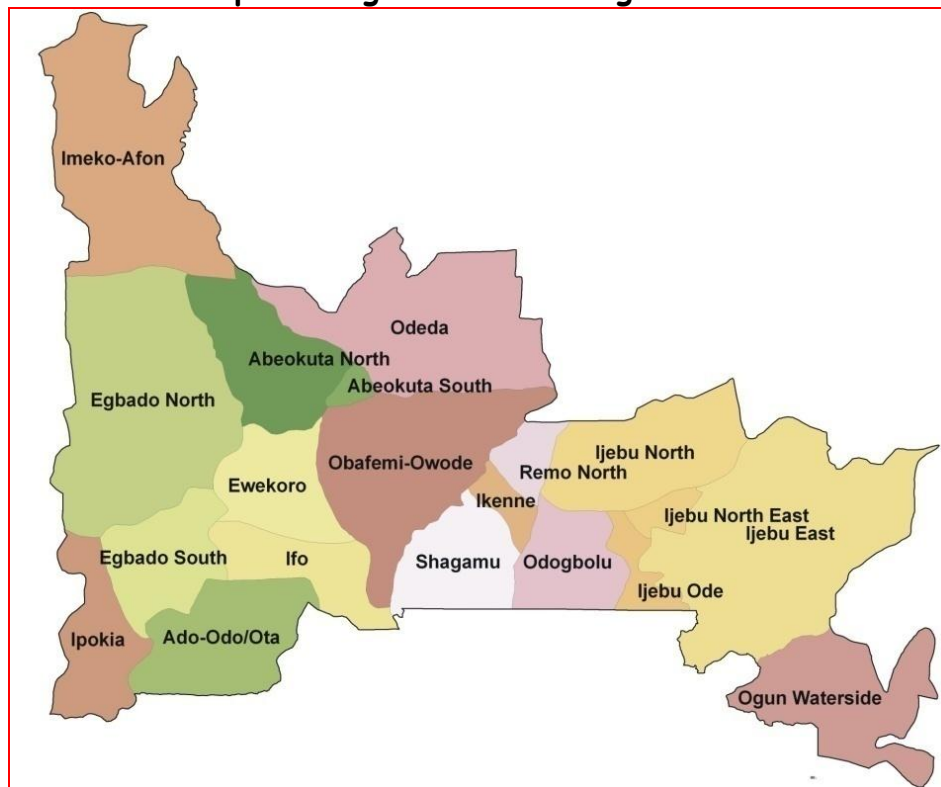 Imeko-Afon
Odeda
Abeokuta North
Abeokuta South
Egbado North
Ijebu North
Obafemi-Owode
Remo North
Ewekoro
Ikenne
Ijebu North East
Ijebu East
Egbado South
Ifo
Shagamu
Odogbolu
Ijebu Ode
Ipokia
Ado-Odo/Ota
Ogun Waterside